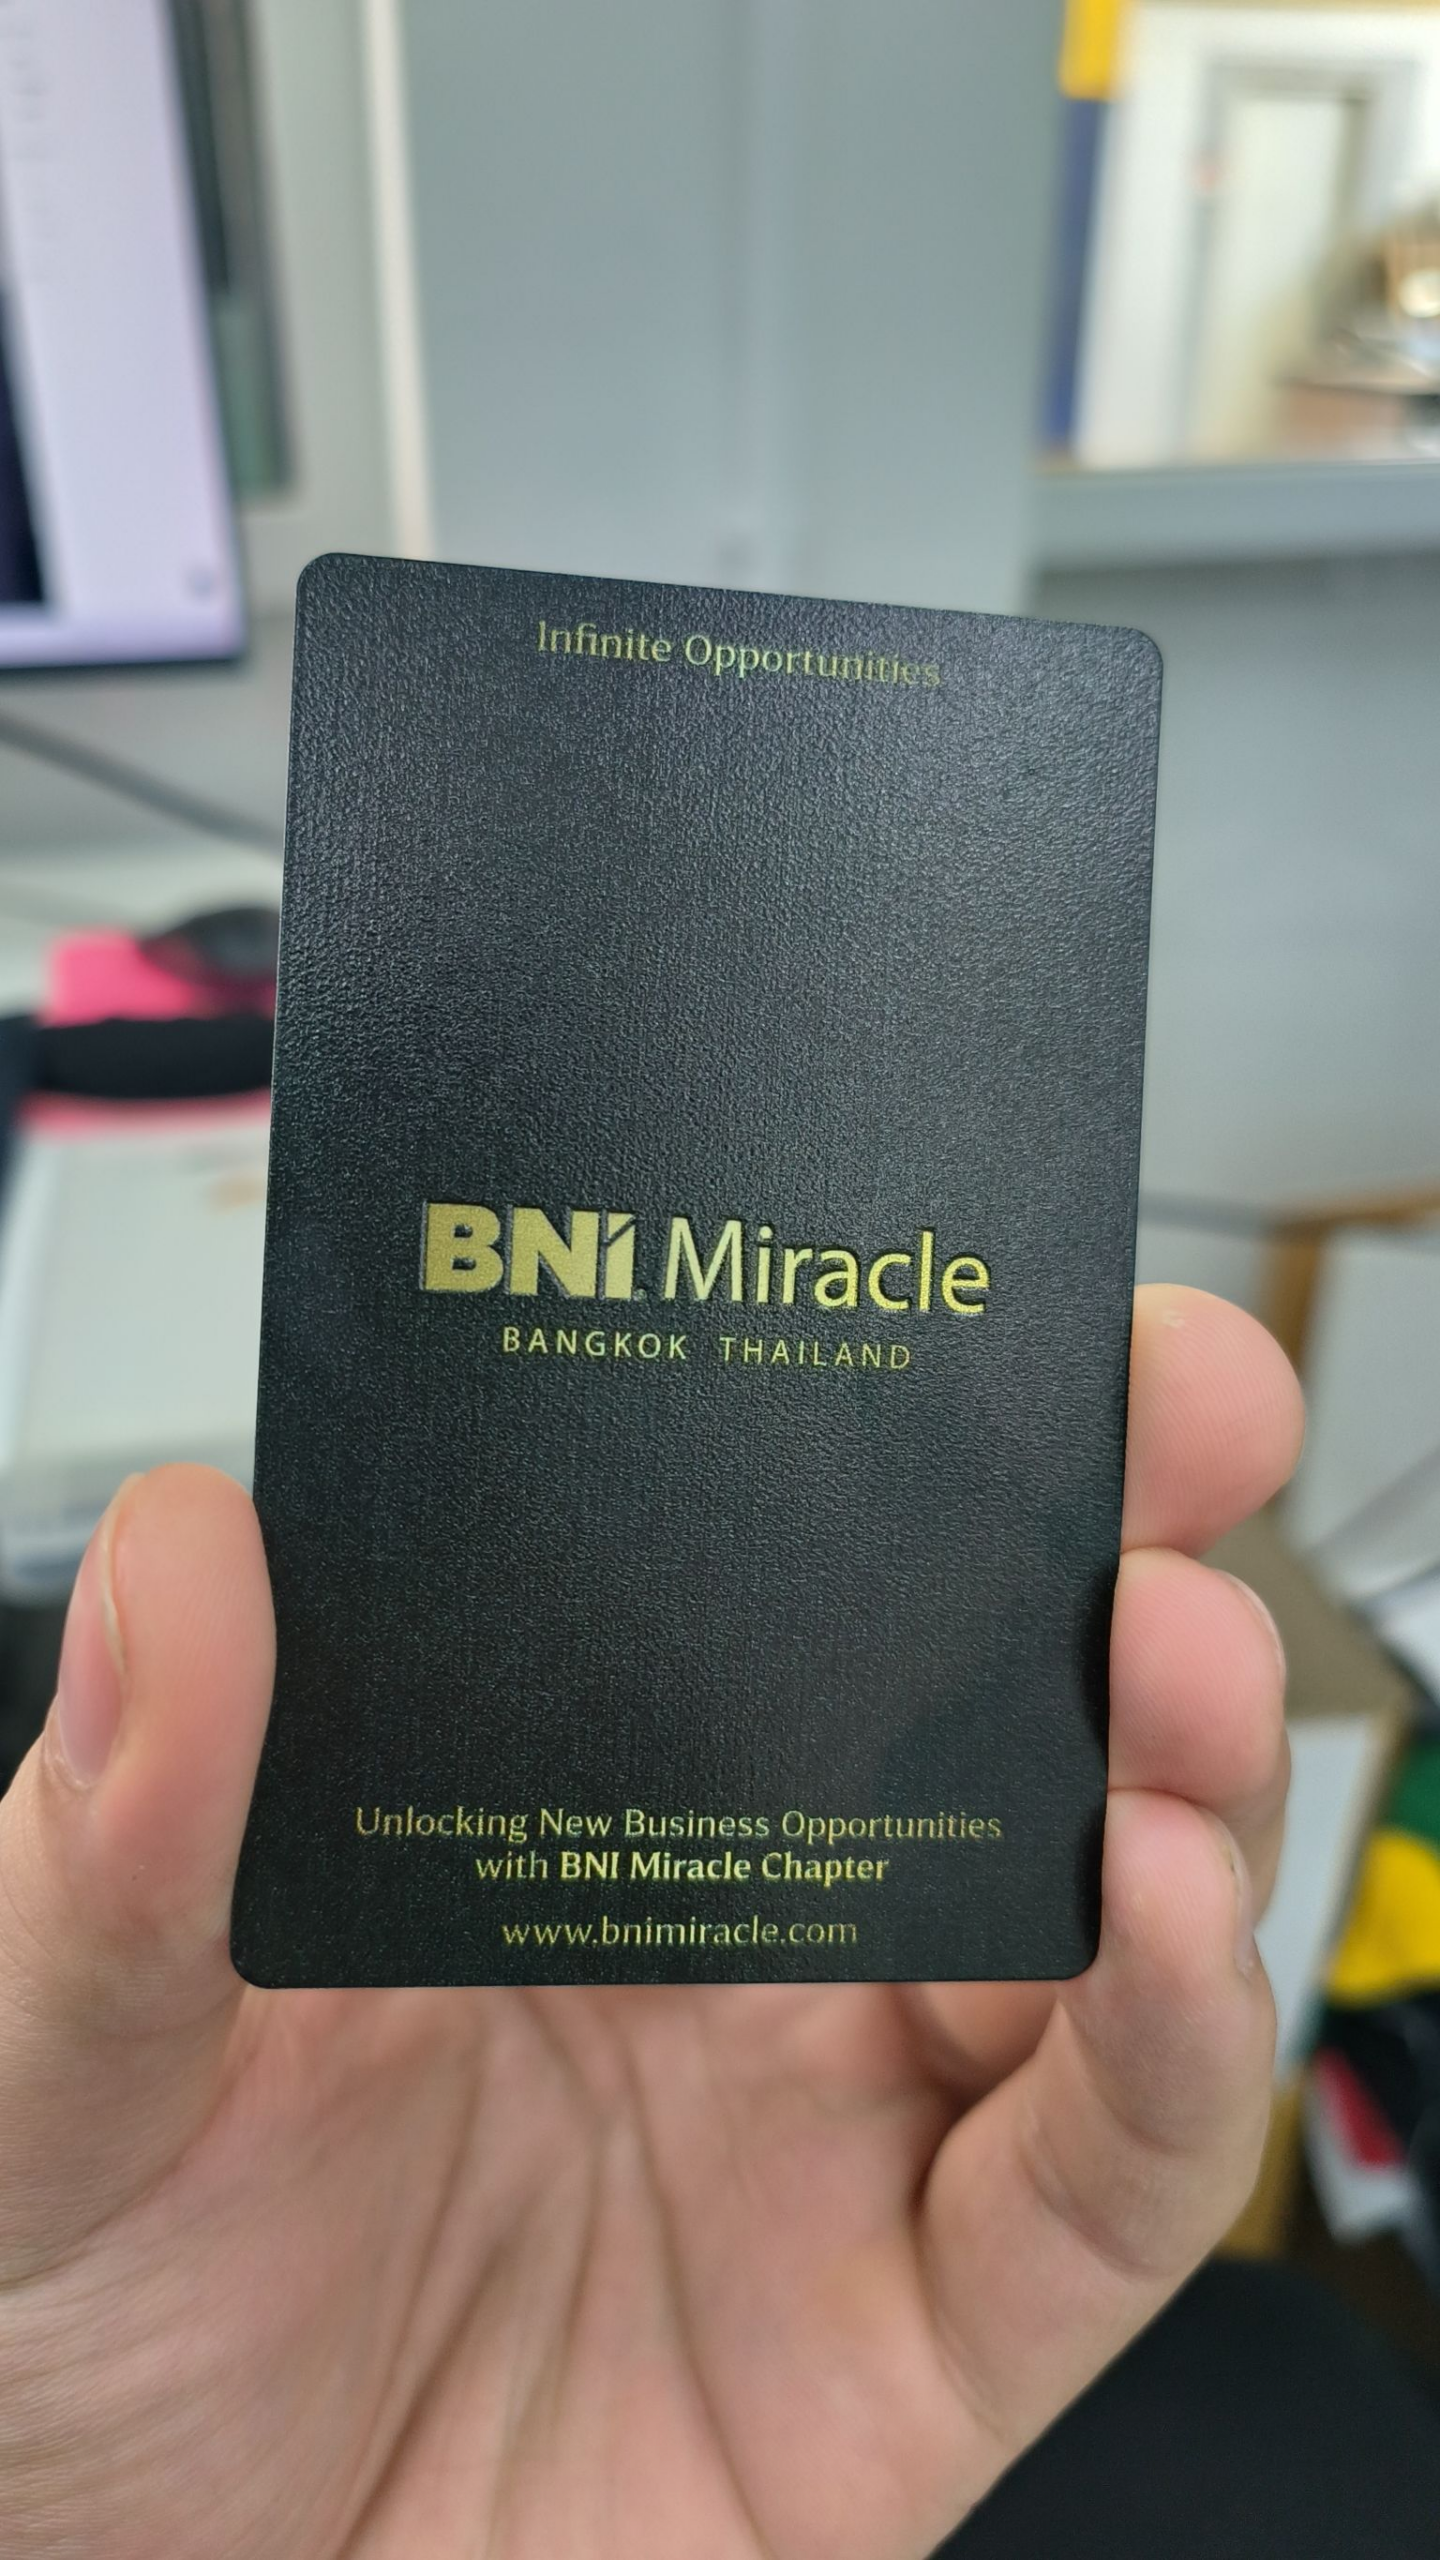 Infinite Opportunities
BNI Miracle
BANGKOK THAILAND
Unlocking New Business Opportunities
with BNI Miracle Chapter
www.bnimiracle.com